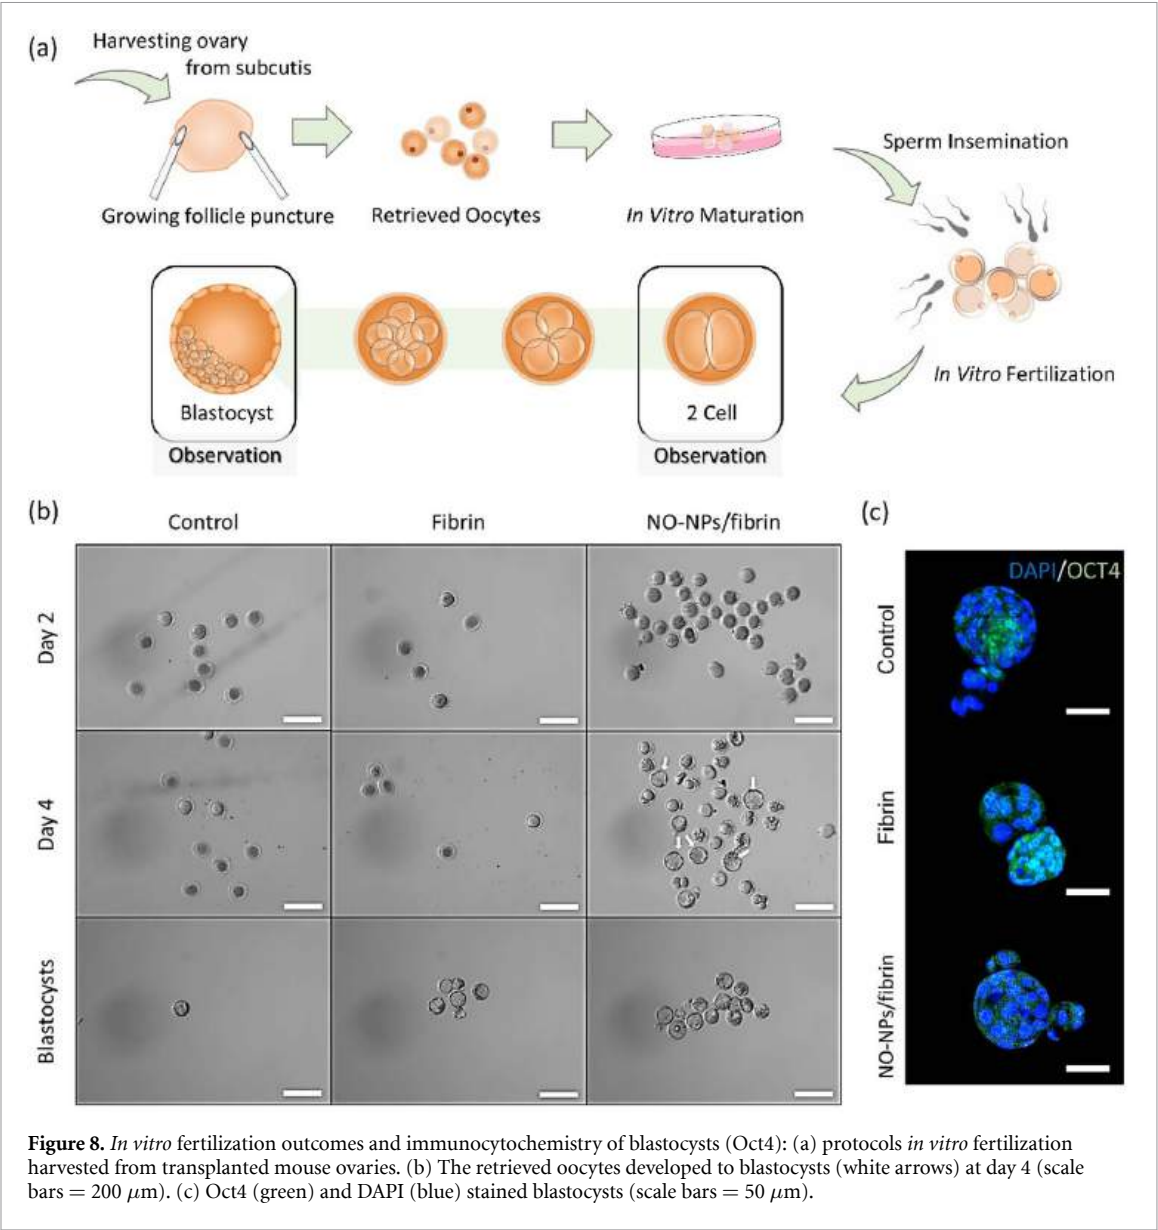 (a)
Harvesting ovary
from subcutis
Growing follicle puncture
Retrieved Oocytes
In Vitro Maturation
Sperm Insemination
In Vitro Fertilization
Blastocyst
2 Cell
Observation
Observation
(b)
Control
Fibrin
NO-NPs/fibrin
Day 2
Day 4
Blastocysts
(c)
DAPI/OCT4
Control
Fibrin
NO-NPs/fibrin
Figure 8. In vitro fertilization outcomes and immunocytochemistry of blastocysts (Oct4): (a) protocols in vitro fertilization
harvested from transplanted mouse ovaries. (b) The retrieved oocytes developed to blastocysts (white arrows) at day 4 (scale
bars = 200 μm). (c) Oct4 (green) and DAPI (blue) stained blastocysts (scale bars = 50 μm).